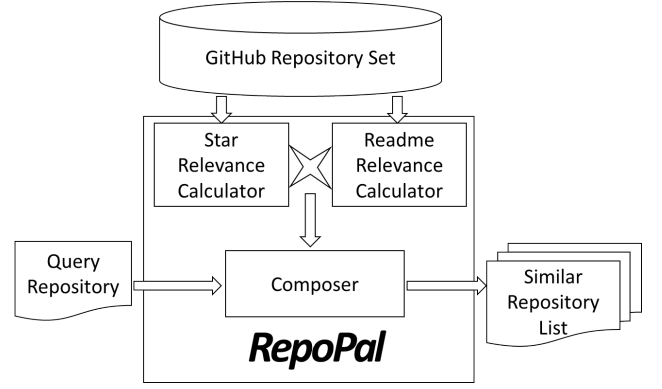 GitHub Repository Set
Star
Relevance
Calculator
Readme
Relevance
Calculator
Query
Repository
Composer
Similar
Repository
List
RepoPal